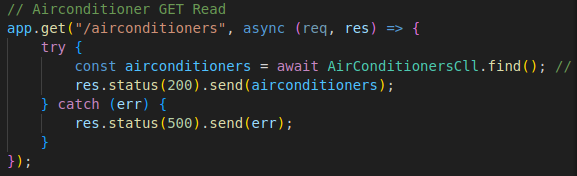 // Airconditioner GET Read
app.get("/airconditioners", async (req, res) => {
    try {
        const airconditioners = await AirConditionersCll.find(); //
        res.status(200).send(airconditioners);
    } catch (err) {
        res.status(500).send(err);
    }
});